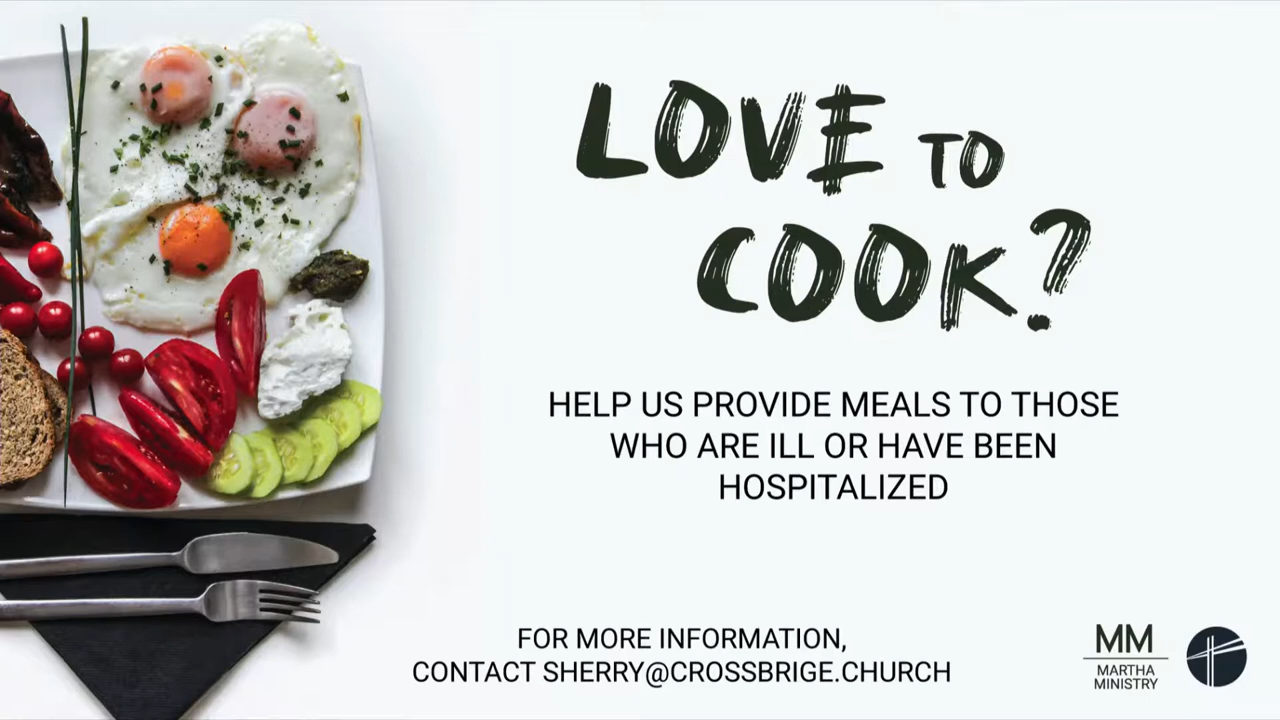 LOVE TO
COOK?
HELP US PROVIDE MEALS TO THOSE
WHO ARE ILL OR HAVE BEEN
HOSPITALIZED
FOR MORE INFORMATION,
CONTACT SHERRY@CROSSBRIGE.CHURCH
MM
MARTHA
MINISTRY